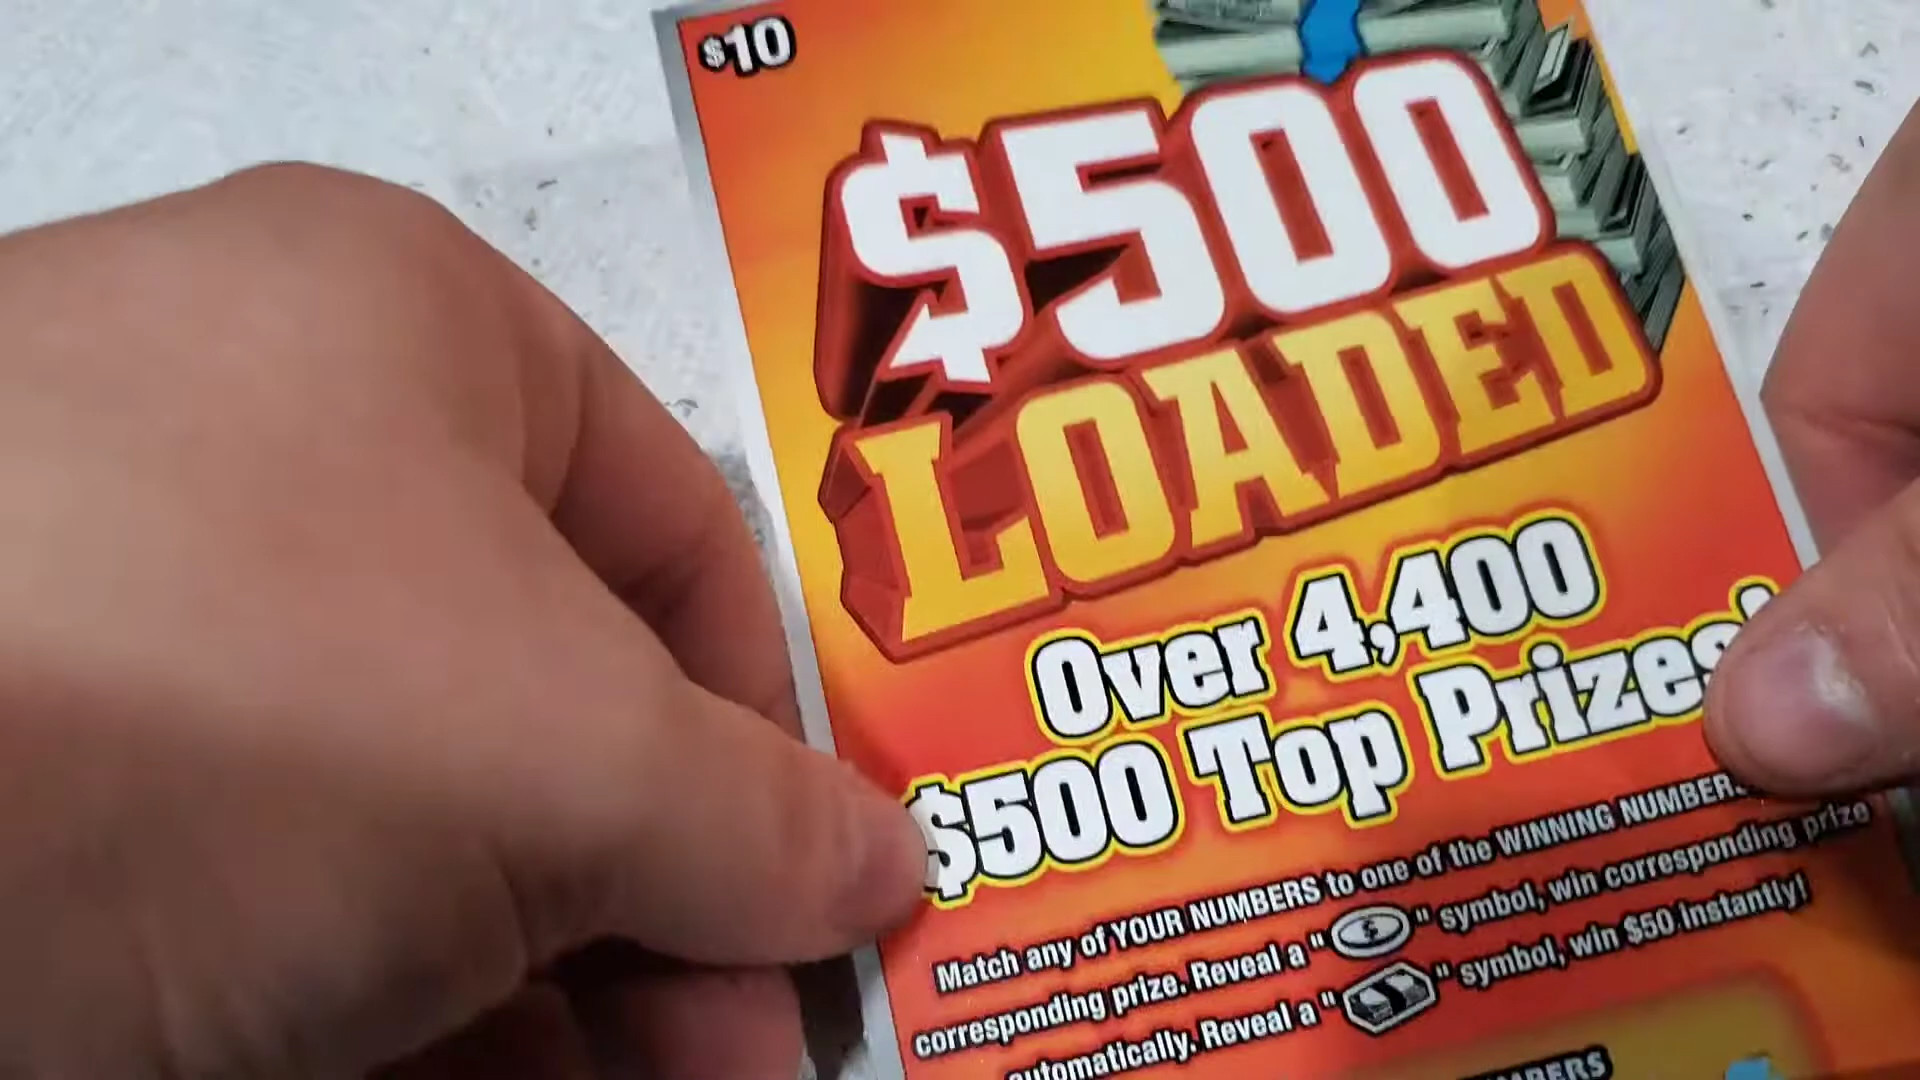 $10
$500
LOADED
Over 4,400
$500 Top Prizes!
Match any of YOUR NUMBERS to one of the WINNING NUMBERS
corresponding prize. Reveal a " $ " symbol, win corresponding prize
automatically. Reveal a " " symbol, win $50 instantly!